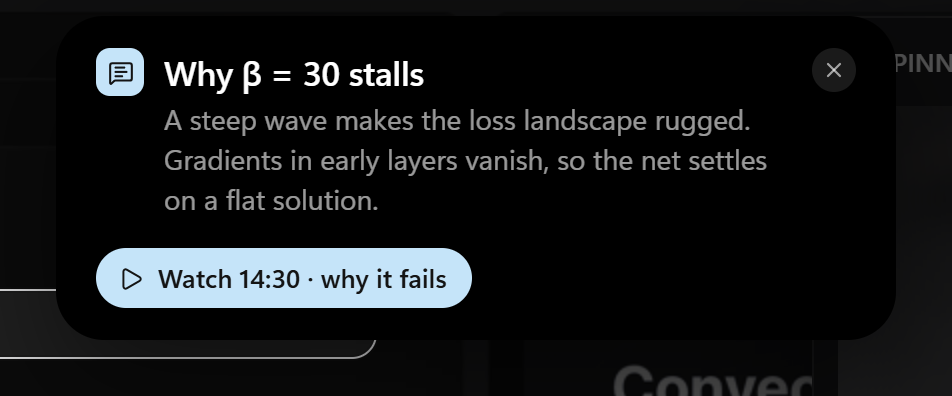 Why β = 30 stalls
A steep wave makes the loss landscape rugged.
Gradients in early layers vanish, so the net settles
on a flat solution.
Watch 14:30 · why it fails
PINN
Convec